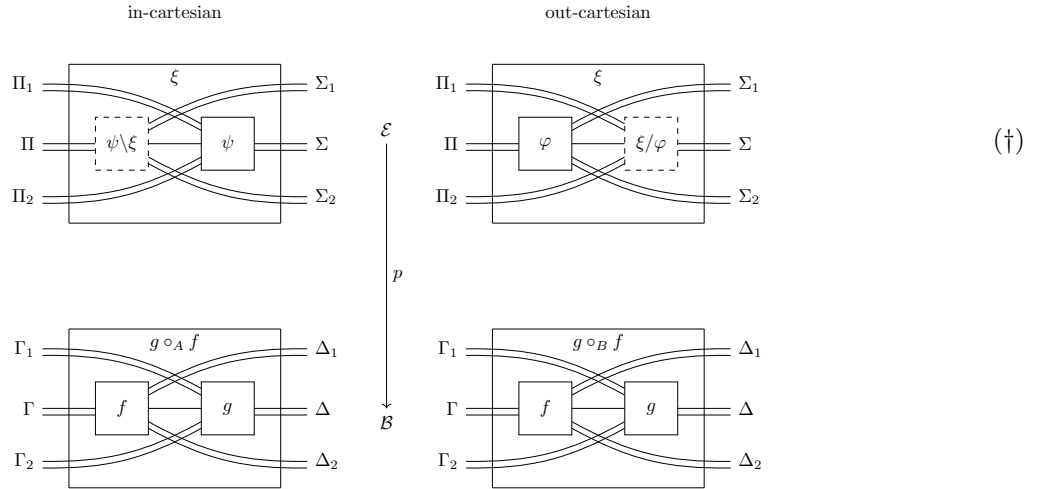 in-cartesian out-cartesian
ξ ξ
Π₁ Σ₁ Π₁ Σ₁
ℰ
Π ψ\ξ ψ Σ Π φ ξ/φ Σ (†)
Π₂ Σ₂ Π₂ Σ₂
p
g ∘_A f g ∘_B f
Γ₁ Δ₁ Γ₁ Δ₁
Γ f g Δ Γ f g Δ
ℬ
Γ₂ Δ₂ Γ₂ Δ₂